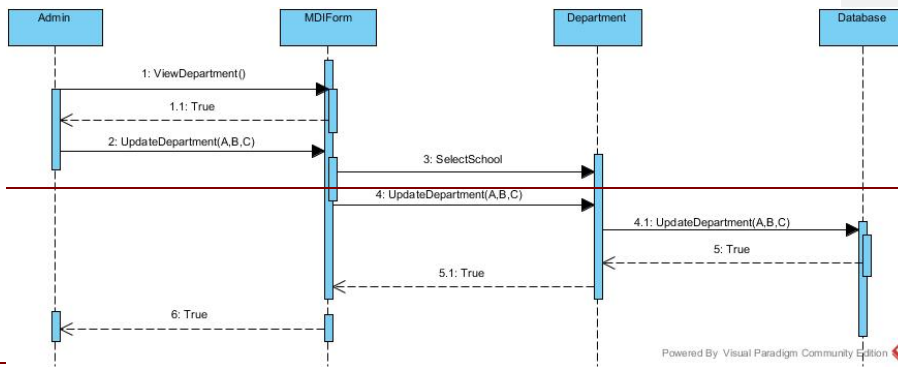 Admin
MDIForm
Department
Database
1: ViewDepartment()
1.1: True
2: UpdateDepartment(A,B,C)
3: SelectSchool
4: UpdateDepartment(A,B,C)
4.1: UpdateDepartment(A,B,C)
5: True
5.1: True
6: True
Powered By Visual Paradigm Community Edition